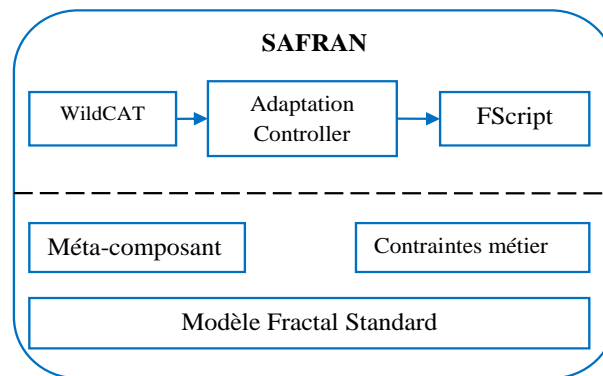 SAFRAN
WildCAT
Adaptation
Controller
FScript
Méta-composant
Contraintes métier
Modèle Fractal Standard